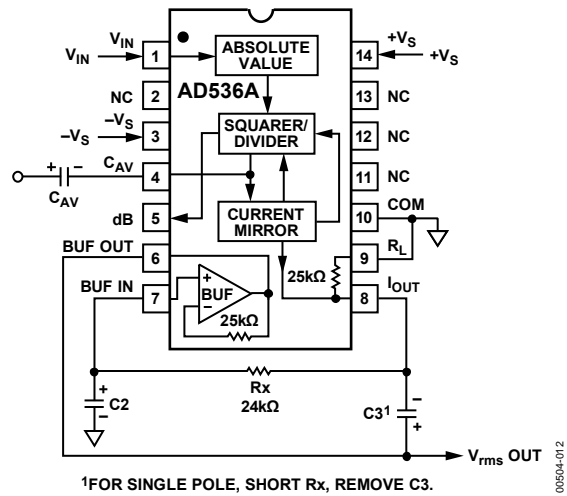 V_IN
V_IN
1
ABSOLUTE
VALUE
14
+V_S
+V_S
NC
2
AD536A
13
NC
–V_S
–V_S
3
SQUARER/
DIVIDER
12
NC
+ –
C_AV
C_AV
4
11
NC
dB
5
CURRENT
MIRROR
10
COM
BUF OUT
6
25kΩ
9
R_L
BUF IN
7
+
BUF
–
25kΩ
8
I_OUT
+
C2
–
Rx
24kΩ
–
C3¹
+
V_rms OUT
¹FOR SINGLE POLE, SHORT Rx, REMOVE C3.
00504-012